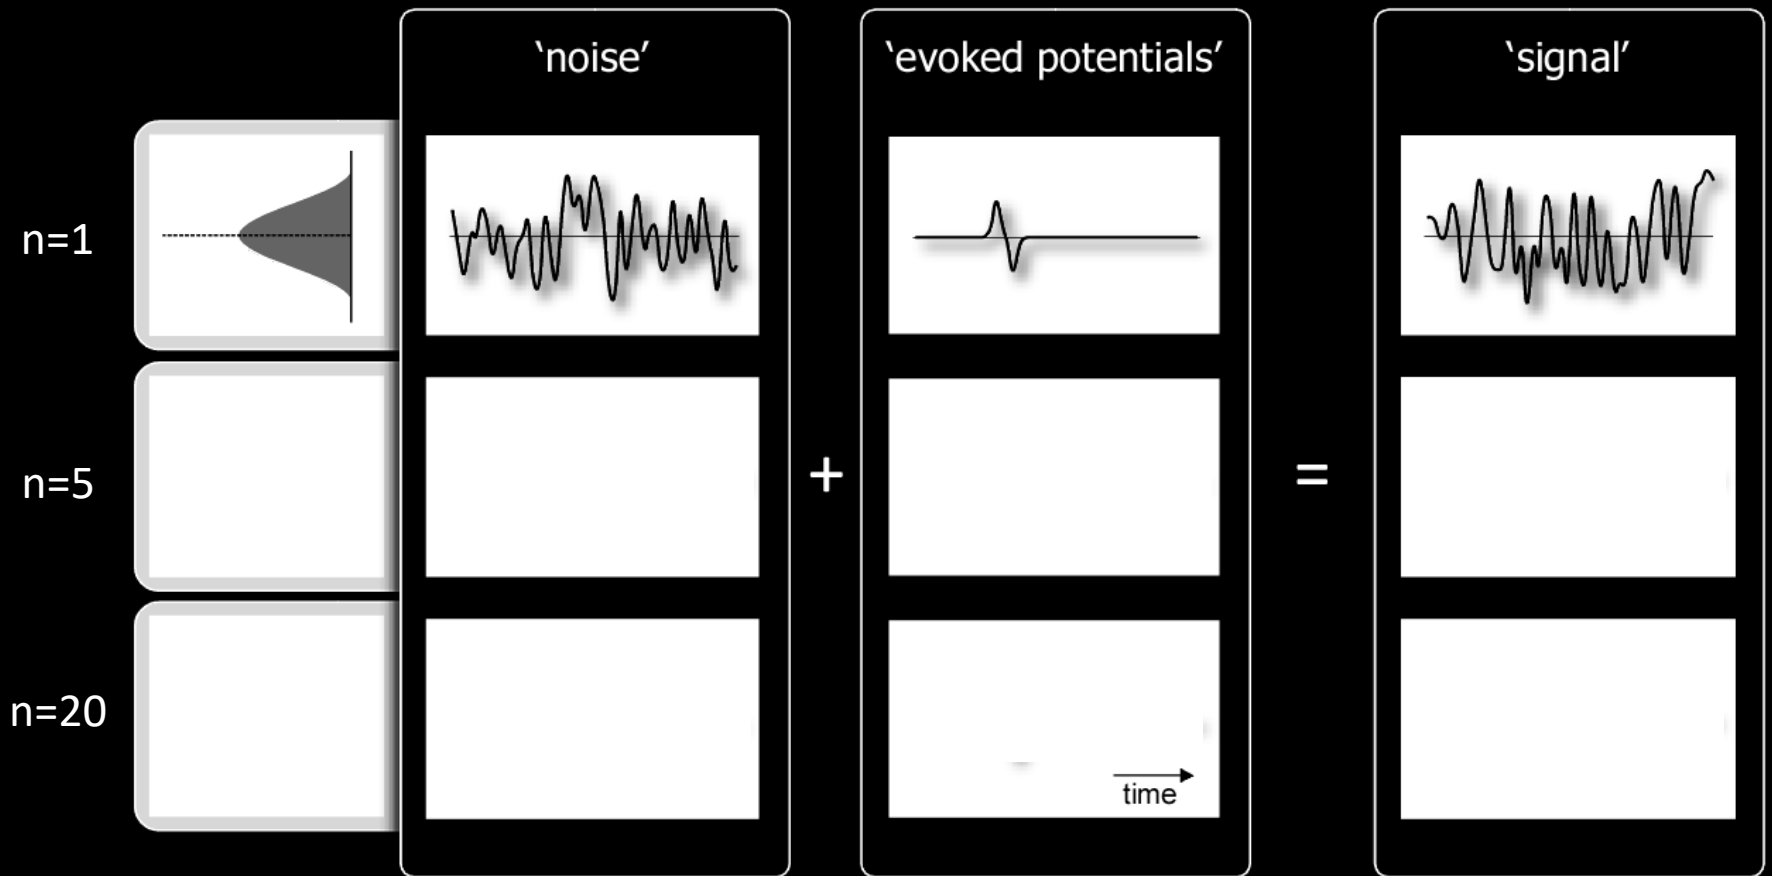 ‘noise’
‘evoked potentials’
‘signal’
n=1
n=5
+
=
n=20
time